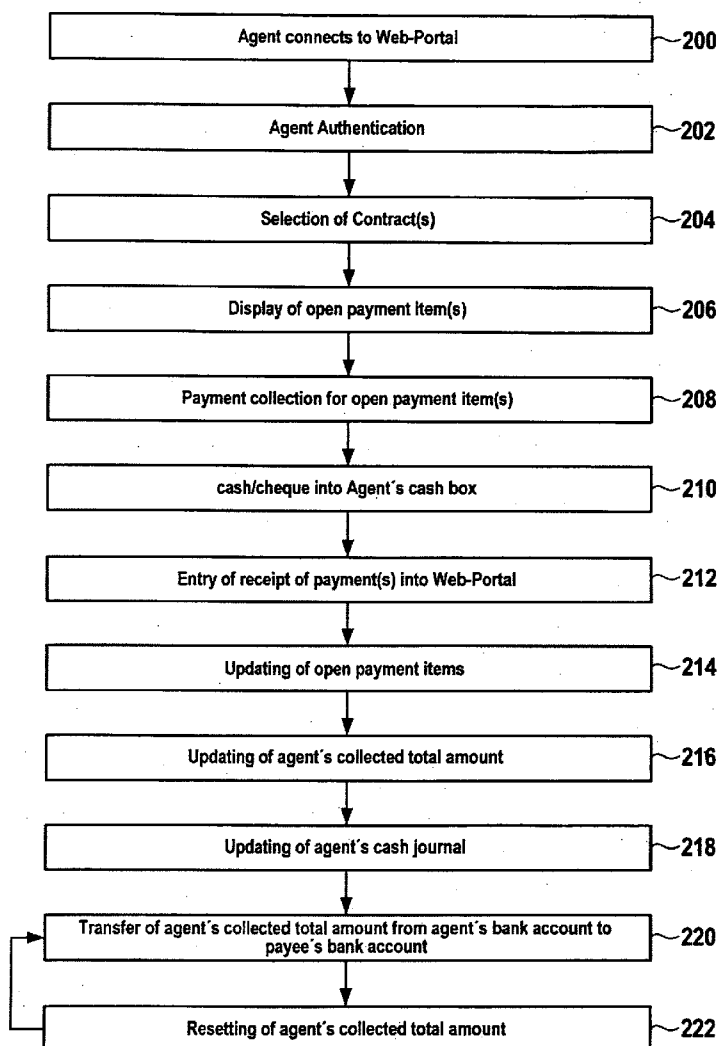 Agent connects to Web-Portal 200
Agent Authentication 202
Selection of Contract(s) 204
Display of open payment item(s) 206
Payment collection for open payment item(s) 208
cash/cheque into Agent´s cash box 210
Entry of receipt of payment(s) into Web-Portal 212
Updating of open payment items 214
Updating of agent´s collected total amount 216
Updating of agent´s cash journal 218
Transfer of agent´s collected total amount from agent´s bank account to
payee´s bank account 220
Resetting of agent´s collected total amount 222